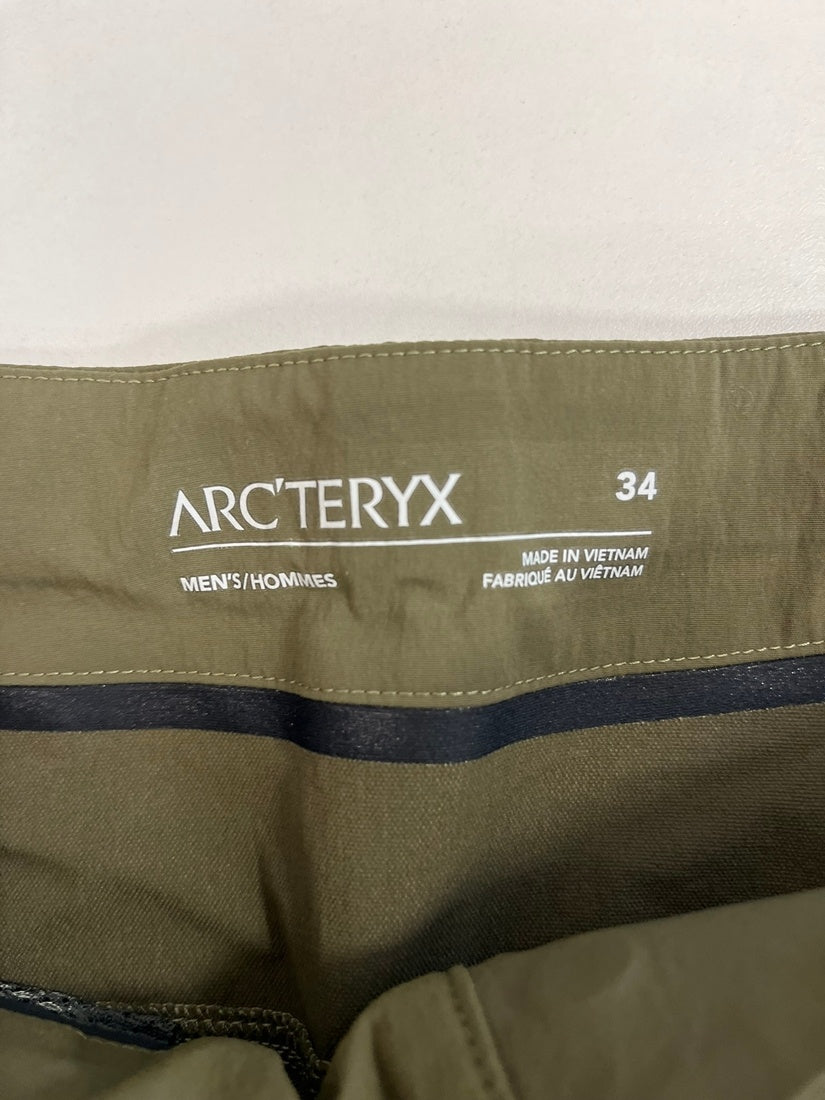 ARC'TERYX
34
MEN'S/HOMMES
MADE IN VIETNAM
FABRIQUÉ AU VIÊTNAM